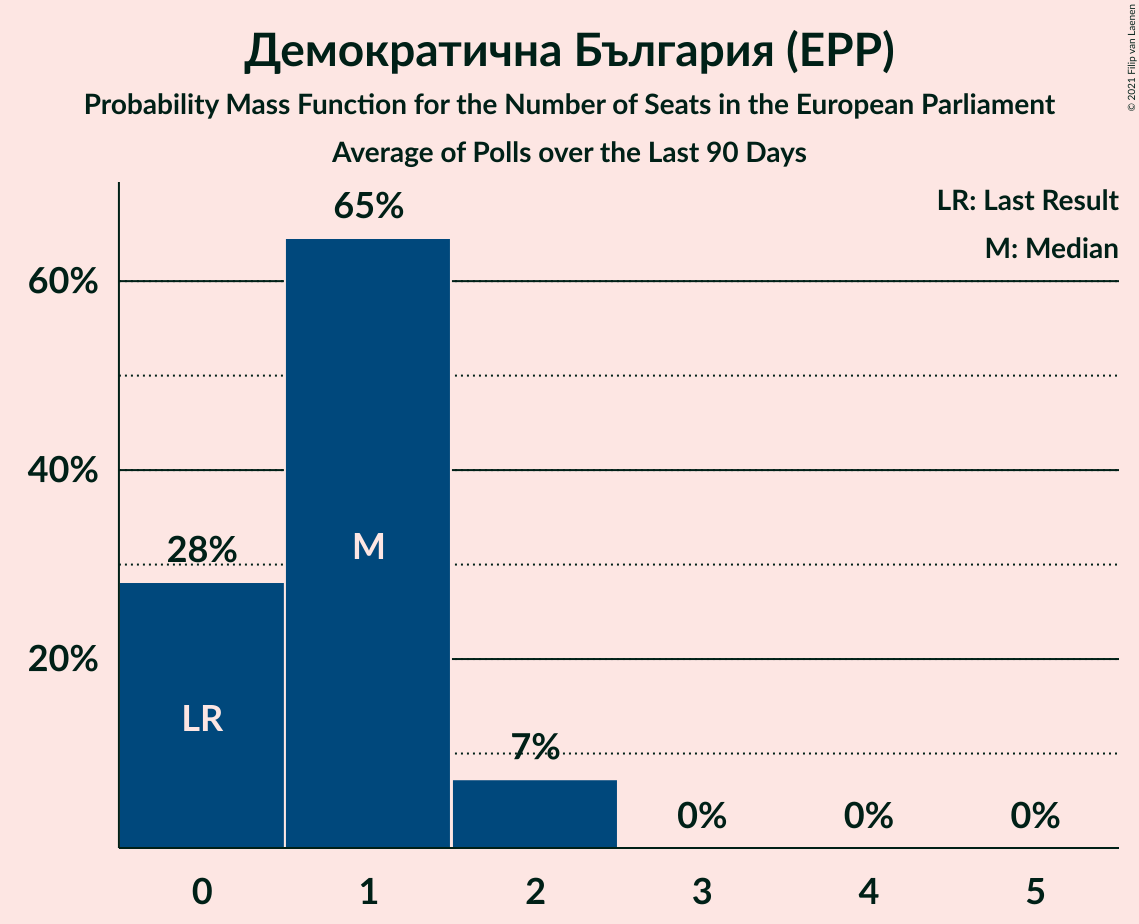 Демократична България (EPP)
Probability Mass Function for the Number of Seats in the European Parliament
Average of Polls over the Last 90 Days
© 2021 Filip van Laenen
LR: Last Result
M: Median
65%
60%
40%
28%
M
20%
LR
7%
0%
0%
0%
0
1
2
3
4
5